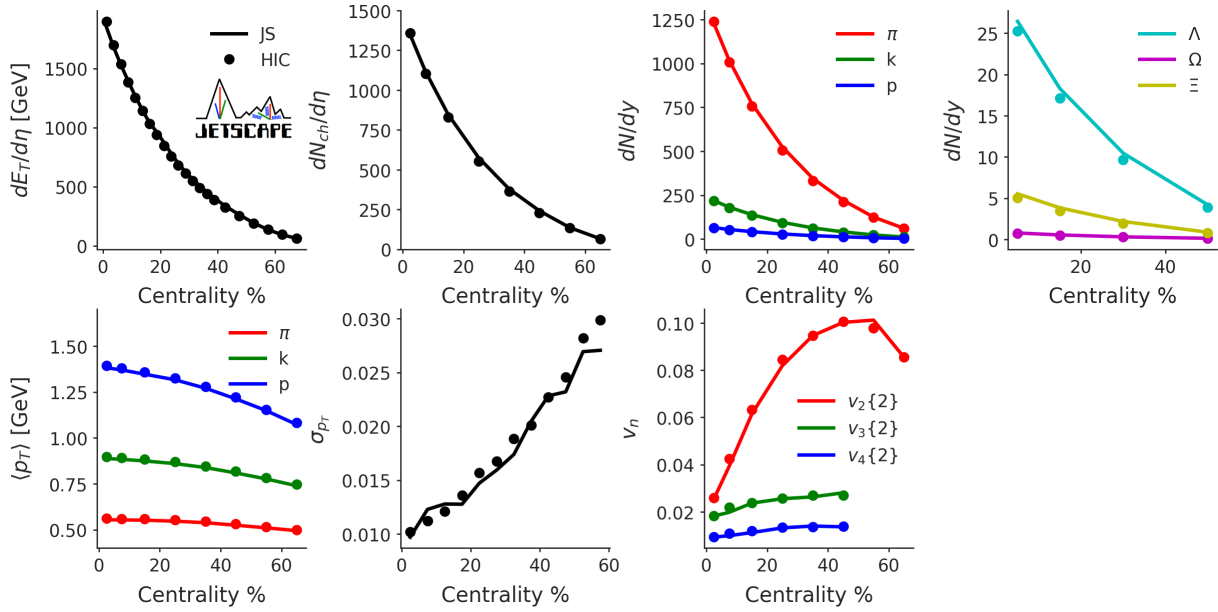 dE_T/dη [GeV]
1500
1000
500
0
0
20
40
60
Centrality %
JS
HIC
JETSCAPE
dN_ch/dη
1500
1250
1000
750
500
250
0
0
20
40
60
Centrality %
dN/dy
1250
1000
750
500
250
0
0
20
40
60
Centrality %
π
k
p
dN/dy
25
20
15
10
5
0
20
40
Centrality %
Λ
Ω
Ξ
⟨p_T⟩ [GeV]
1.50
1.25
1.00
0.75
0.50
0
20
40
60
Centrality %
π
k
p
σ_{p_T}
0.030
0.025
0.020
0.015
0.010
0
20
40
60
Centrality %
v_n
0.10
0.08
0.06
0.04
0.02
0
20
40
60
Centrality %
v_2{2}
v_3{2}
v_4{2}